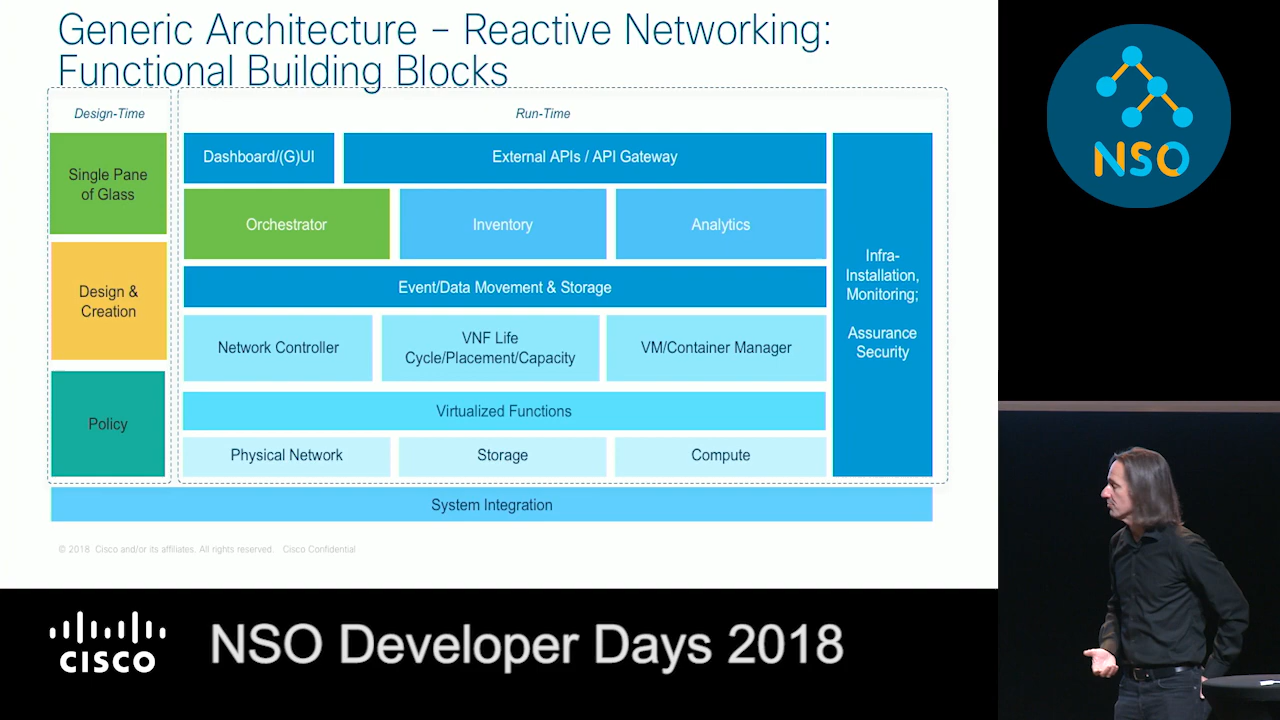 Generic Architecture – Reactive Networking:
Functional Building Blocks
Design-Time
Run-Time
Single Pane
of Glass
Design &
Creation
Policy
Dashboard/(G)UI
External APIs / API Gateway
Orchestrator
Inventory
Analytics
Event/Data Movement & Storage
Network Controller
VNF Life
Cycle/Placement/Capacity
VM/Container Manager
Virtualized Functions
Physical Network
Storage
Compute
Infra-
Installation,
Monitoring;
Assurance
Security
System Integration
© 2018 Cisco and/or its affiliates. All rights reserved. Cisco Confidential
NSO
CISCO
NSO Developer Days 2018